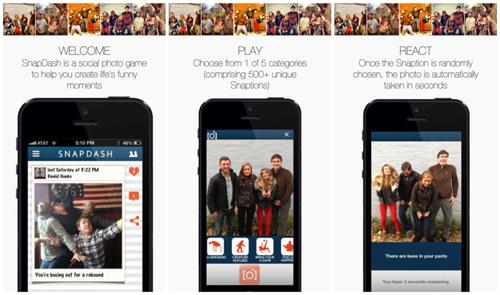 WELCOME
SnapDash is a social photo game
to help you create life's funny
moments
AT&T
5:10 PM
46%
SNAPDASH
Last Saturday at 9:22 PM
Daniel Hanks
You're boxing out for a rebound
PLAY
Choose from 1 of 5 categories
(comprising 500+ unique
Snaptions)
REACT
Once the Snaption is randomly
chosen, the photo is automatically
taken in seconds
There are bees in your pants
You have 3 seconds remaining.